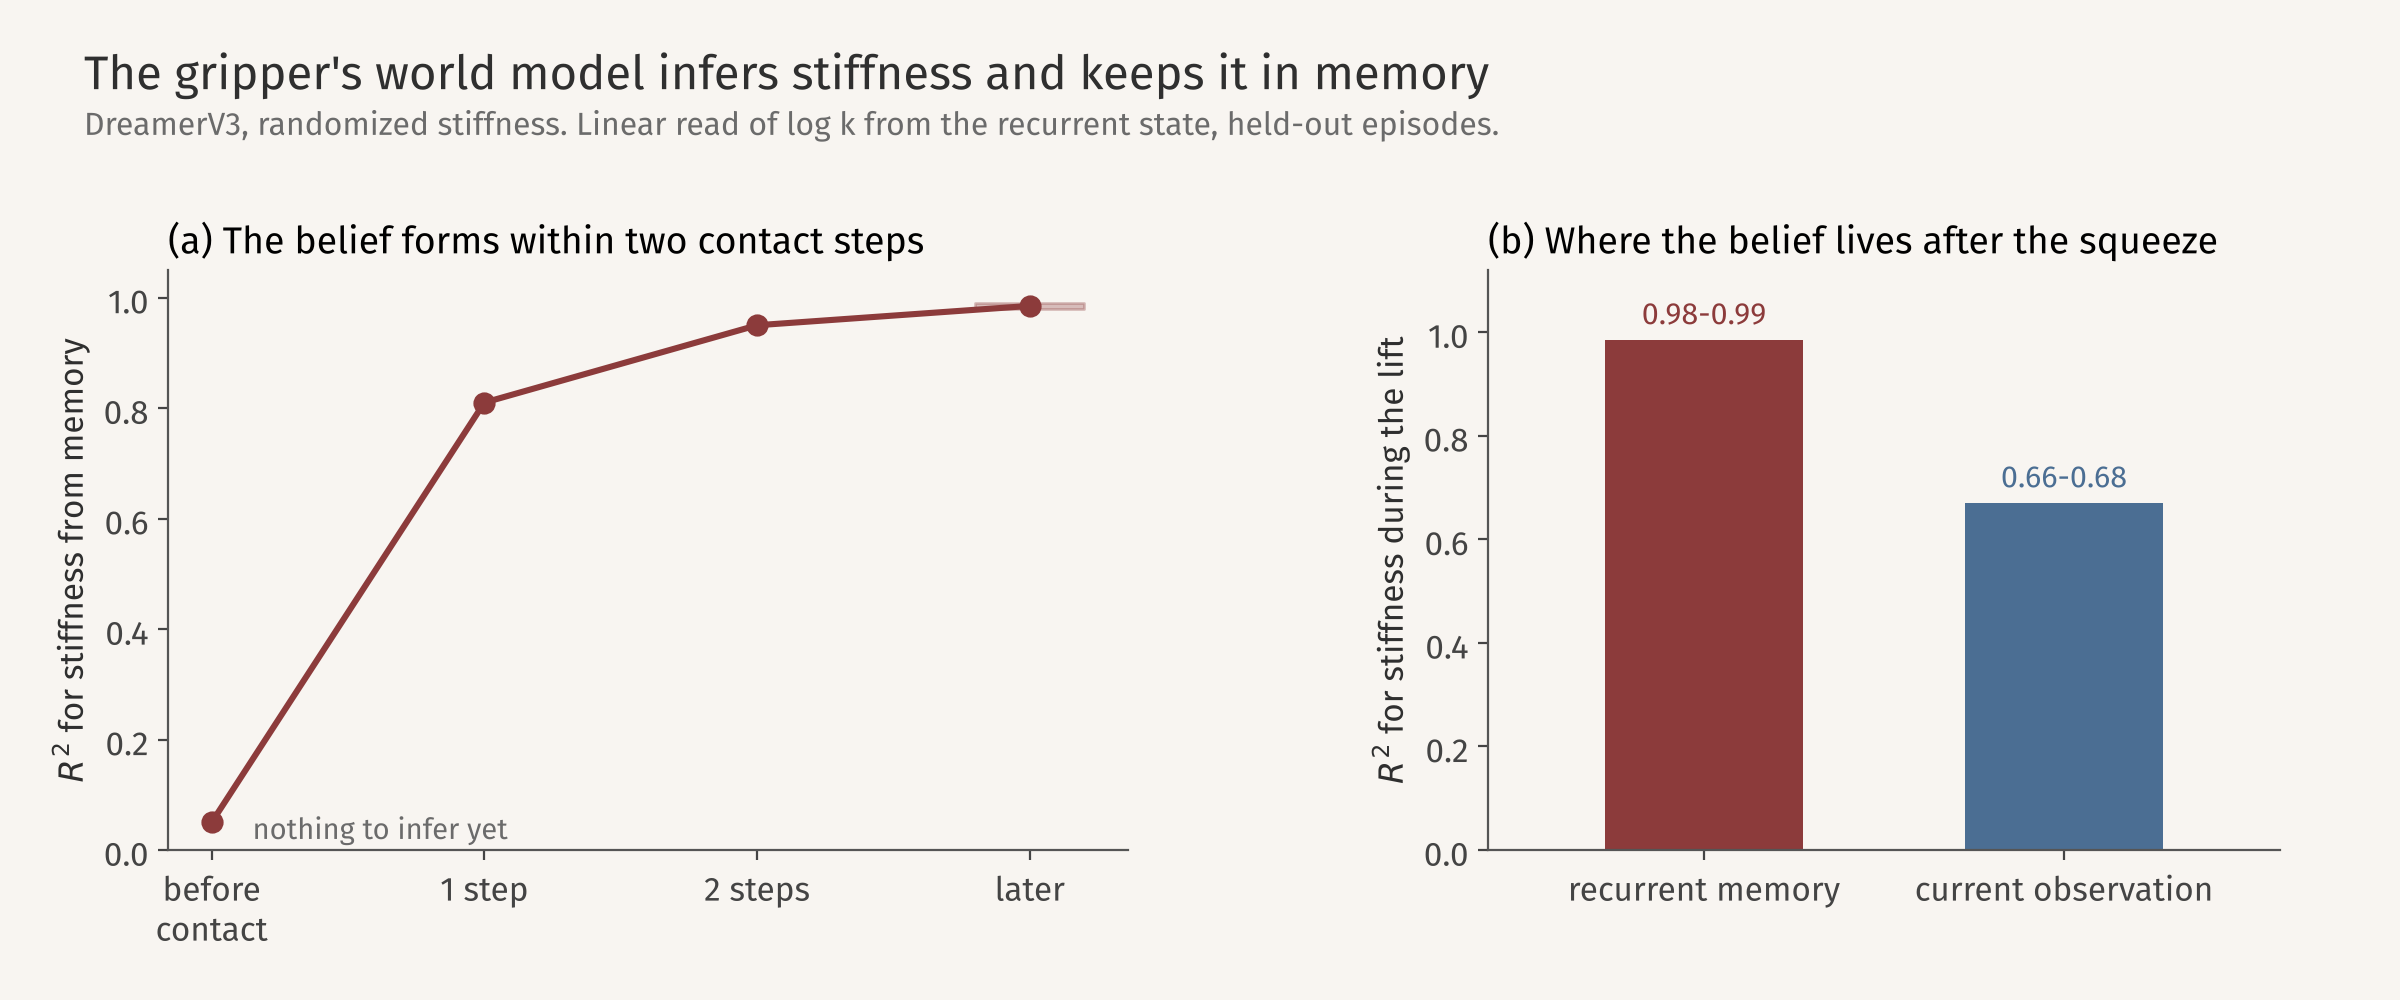 The gripper's world model infers stiffness and keeps it in memory
DreamerV3, randomized stiffness. Linear read of log k from the recurrent state, held-out episodes.
(a) The belief forms within two contact steps
R² for stiffness from memory
1.0
0.8
0.6
0.4
0.2
0.0
nothing to infer yet
before
contact
1 step
2 steps
later
(b) Where the belief lives after the squeeze
R² for stiffness during the lift
1.0
0.8
0.6
0.4
0.2
0.0
0.98-0.99
0.66-0.68
recurrent memory
current observation